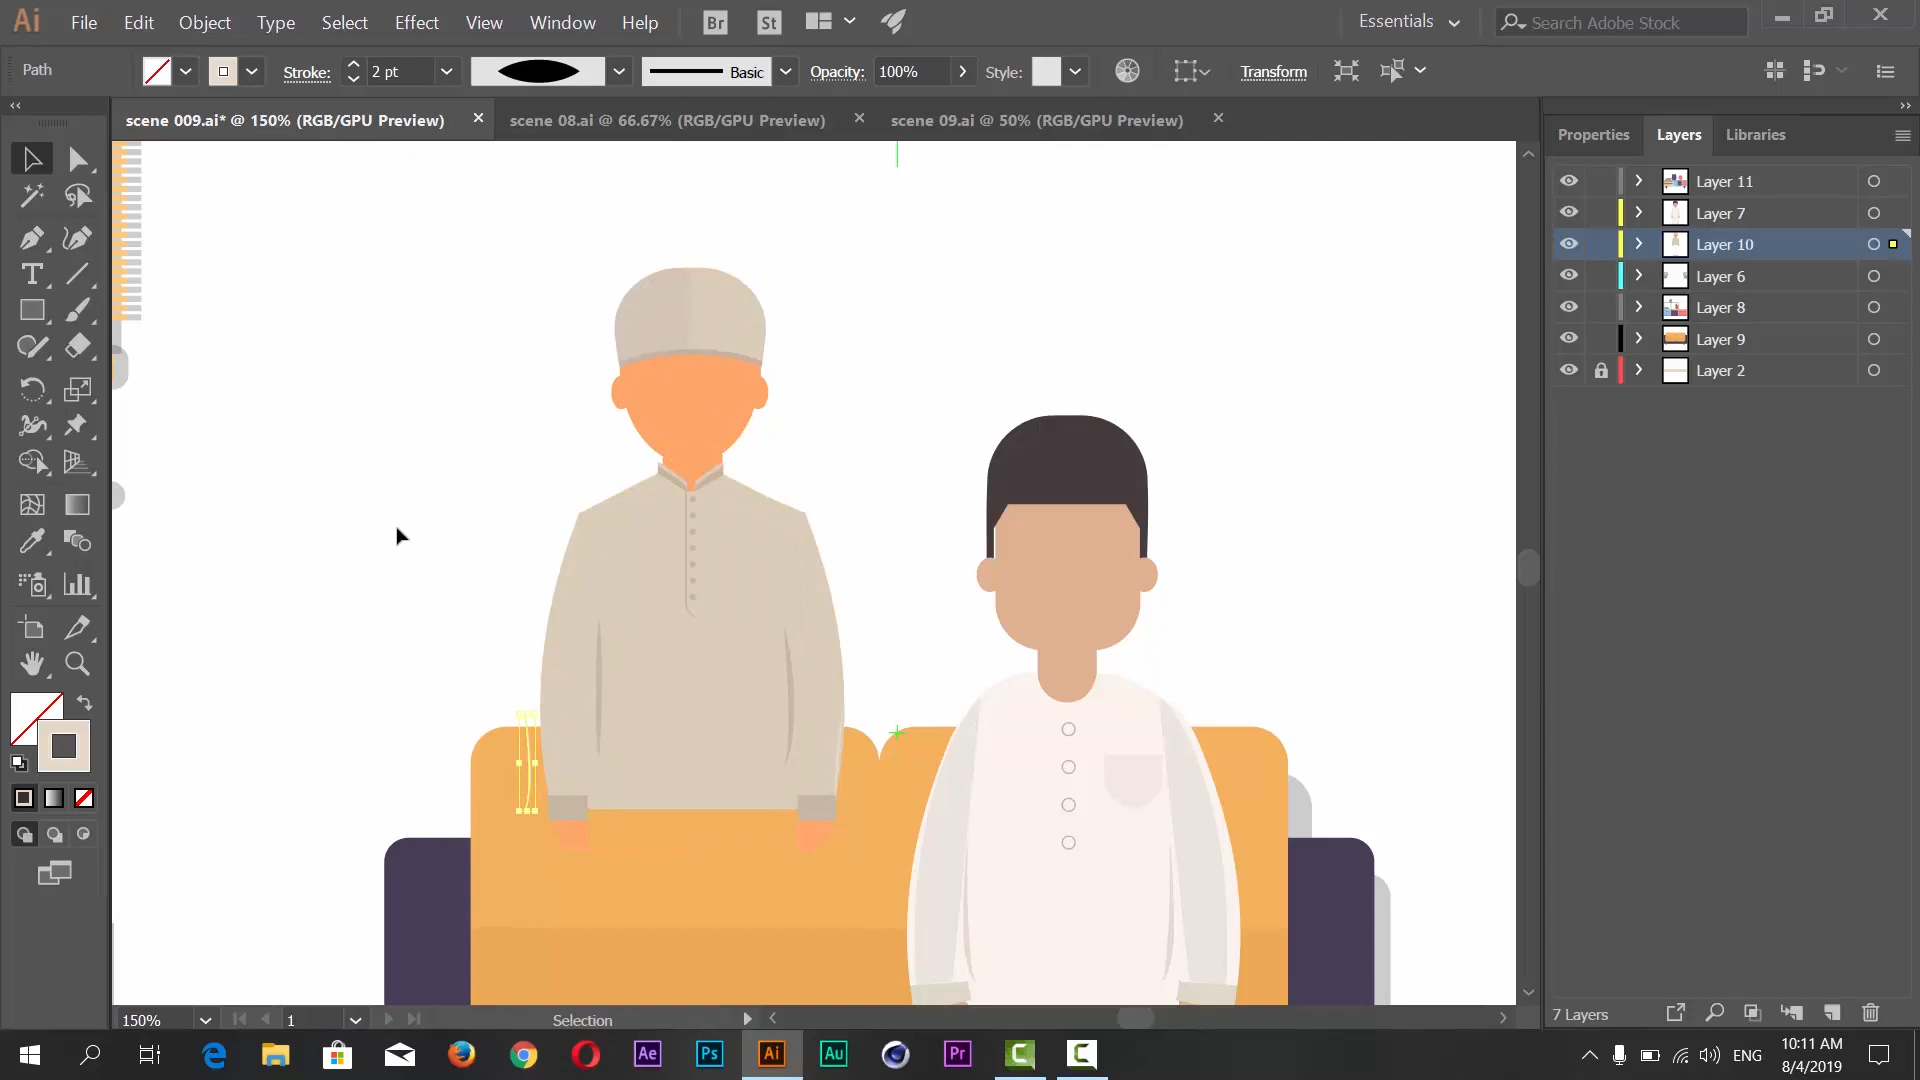 Ai File Edit Object Type Select Effect View Window Help Br St Essentials Search Adobe Stock
Path Stroke: 2 pt Basic Opacity: 100% Style: Transform
scene 009.ai* @ 150% (RGB/GPU Preview) scene 08.ai @ 66.67% (RGB/GPU Preview) scene 09.ai @ 50% (RGB/GPU Preview)
Properties Layers Libraries
Layer 11
Layer 7
Layer 10
Layer 6
Layer 8
Layer 9
Layer 2
150% 1 Selection
7 Layers
Ae Ps Ai Au Pr ENG 10:11 AM
8/4/2019